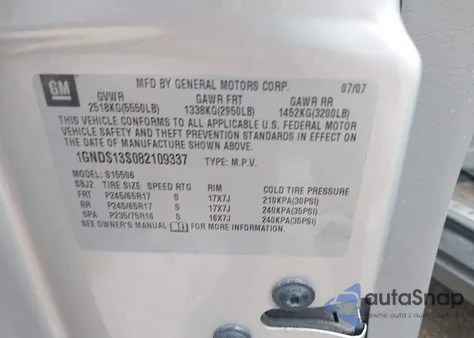 GM
MFD BY GENERAL MOTORS CORP. 07/07
GVWR GAWR FRT GAWR RR
2518KG(5550LB) 1338KG(2950LB) 1452KG(3200LB)
THIS VEHICLE CONFORMS TO ALL APPLICABLE U.S. FEDERAL MOTOR
VEHICLE SAFETY AND THEFT PREVENTION STANDARDS IN EFFECT ON
THE DATE OF MANUFACTURE SHOWN ABOVE.
1GNDS13S082109337 TYPE: M.P.V.
MODEL: S15506
SBJ2 TIRE SIZE SPEED RTG RIM COLD TIRE PRESSURE
FRT P245/65R17 S 17X7J 210KPA(30PSI)
RR P245/65R17 S 17X7J 240KPA(35PSI)
SPA P235/75R16 S 16X7J 240KPA(35PSI)
SEE OWNER'S MANUAL i FOR MORE INFORMATION.
autoSnap
pewne auto z